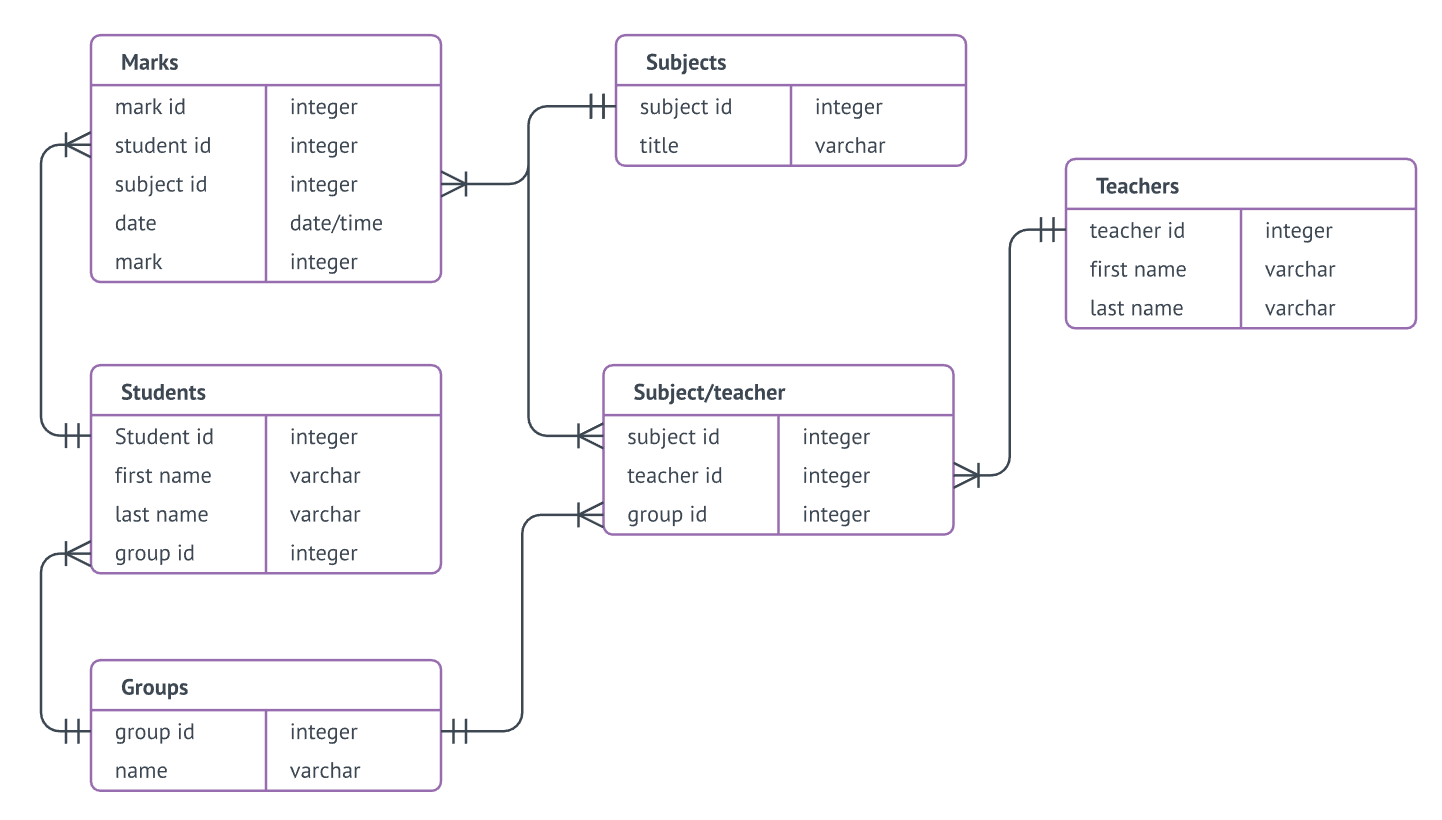 Marks
mark id integer
student id integer
subject id integer
date date/time
mark integer
Subjects
subject id integer
title varchar
Teachers
teacher id integer
first name varchar
last name varchar
Students
Student id integer
first name varchar
last name varchar
group id integer
Subject/teacher
subject id integer
teacher id integer
group id integer
Groups
group id integer
name varchar